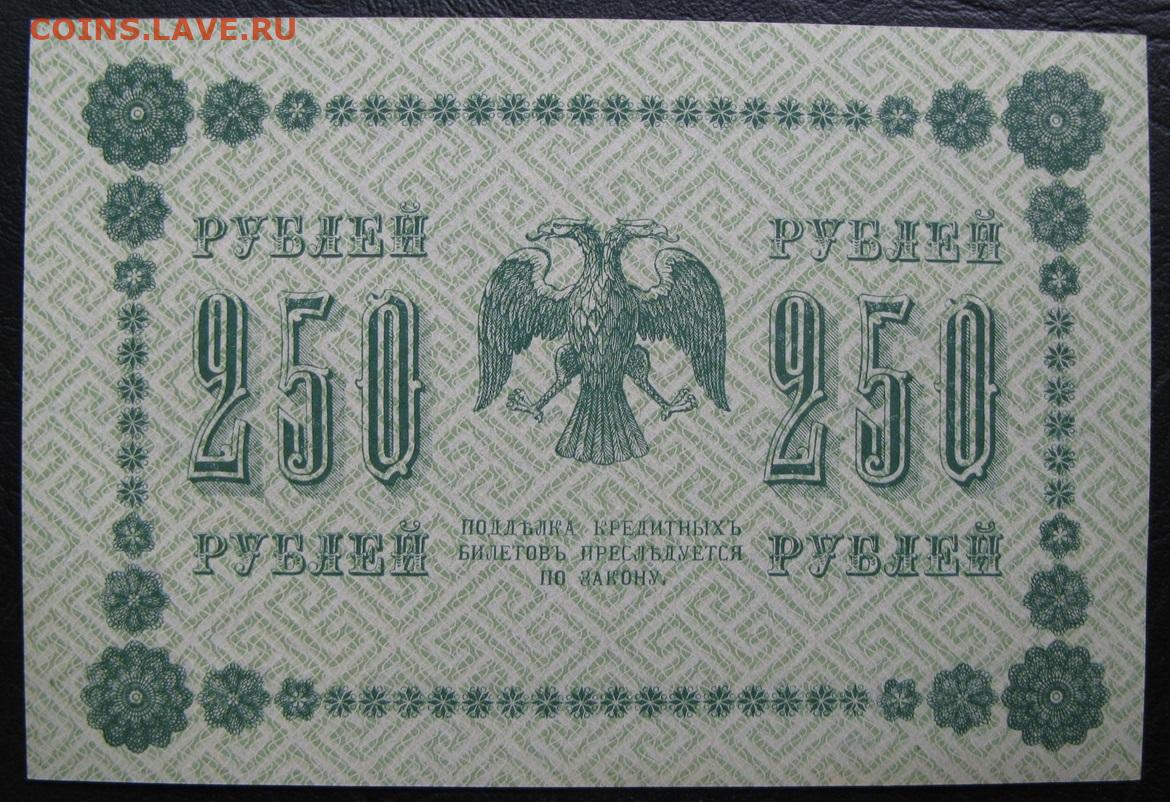 COINS.LAVE.RU
РУБЛЕЙ
250
РУБЛЕЙ
РУБЛЕЙ
250
РУБЛЕЙ
ПОДДѢЛКА КРЕДИТНЫХЪ
БИЛЕТОВЪ ПРЕСЛѢДУЕТСЯ
ПО ЗАКОНУ.